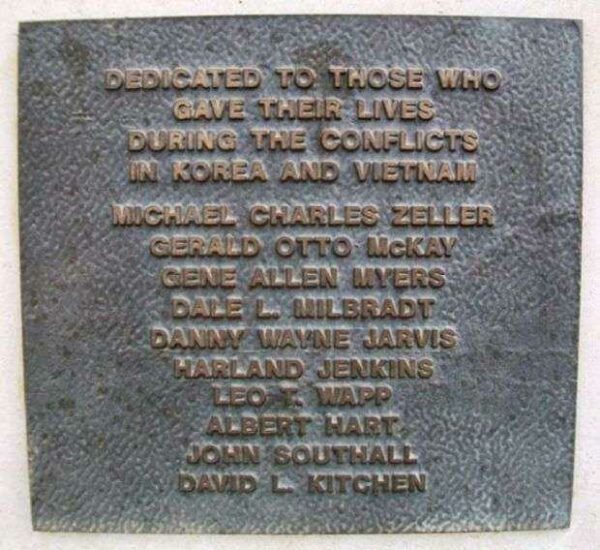 DEDICATED TO THOSE WHO
GAVE THEIR LIVES
DURING THE CONFLICTS
IN KOREA AND VIETNAM
MICHAEL CHARLES ZELLER
GERALD OTTO McKAY
GENE ALLEN MYERS
DALE L. MILBRADT
DANNY WAYNE JARVIS
HARLAND JENKINS
LEO T. WAPP
ALBERT HART
JOHN SOUTHALL
DAVID L. KITCHEN